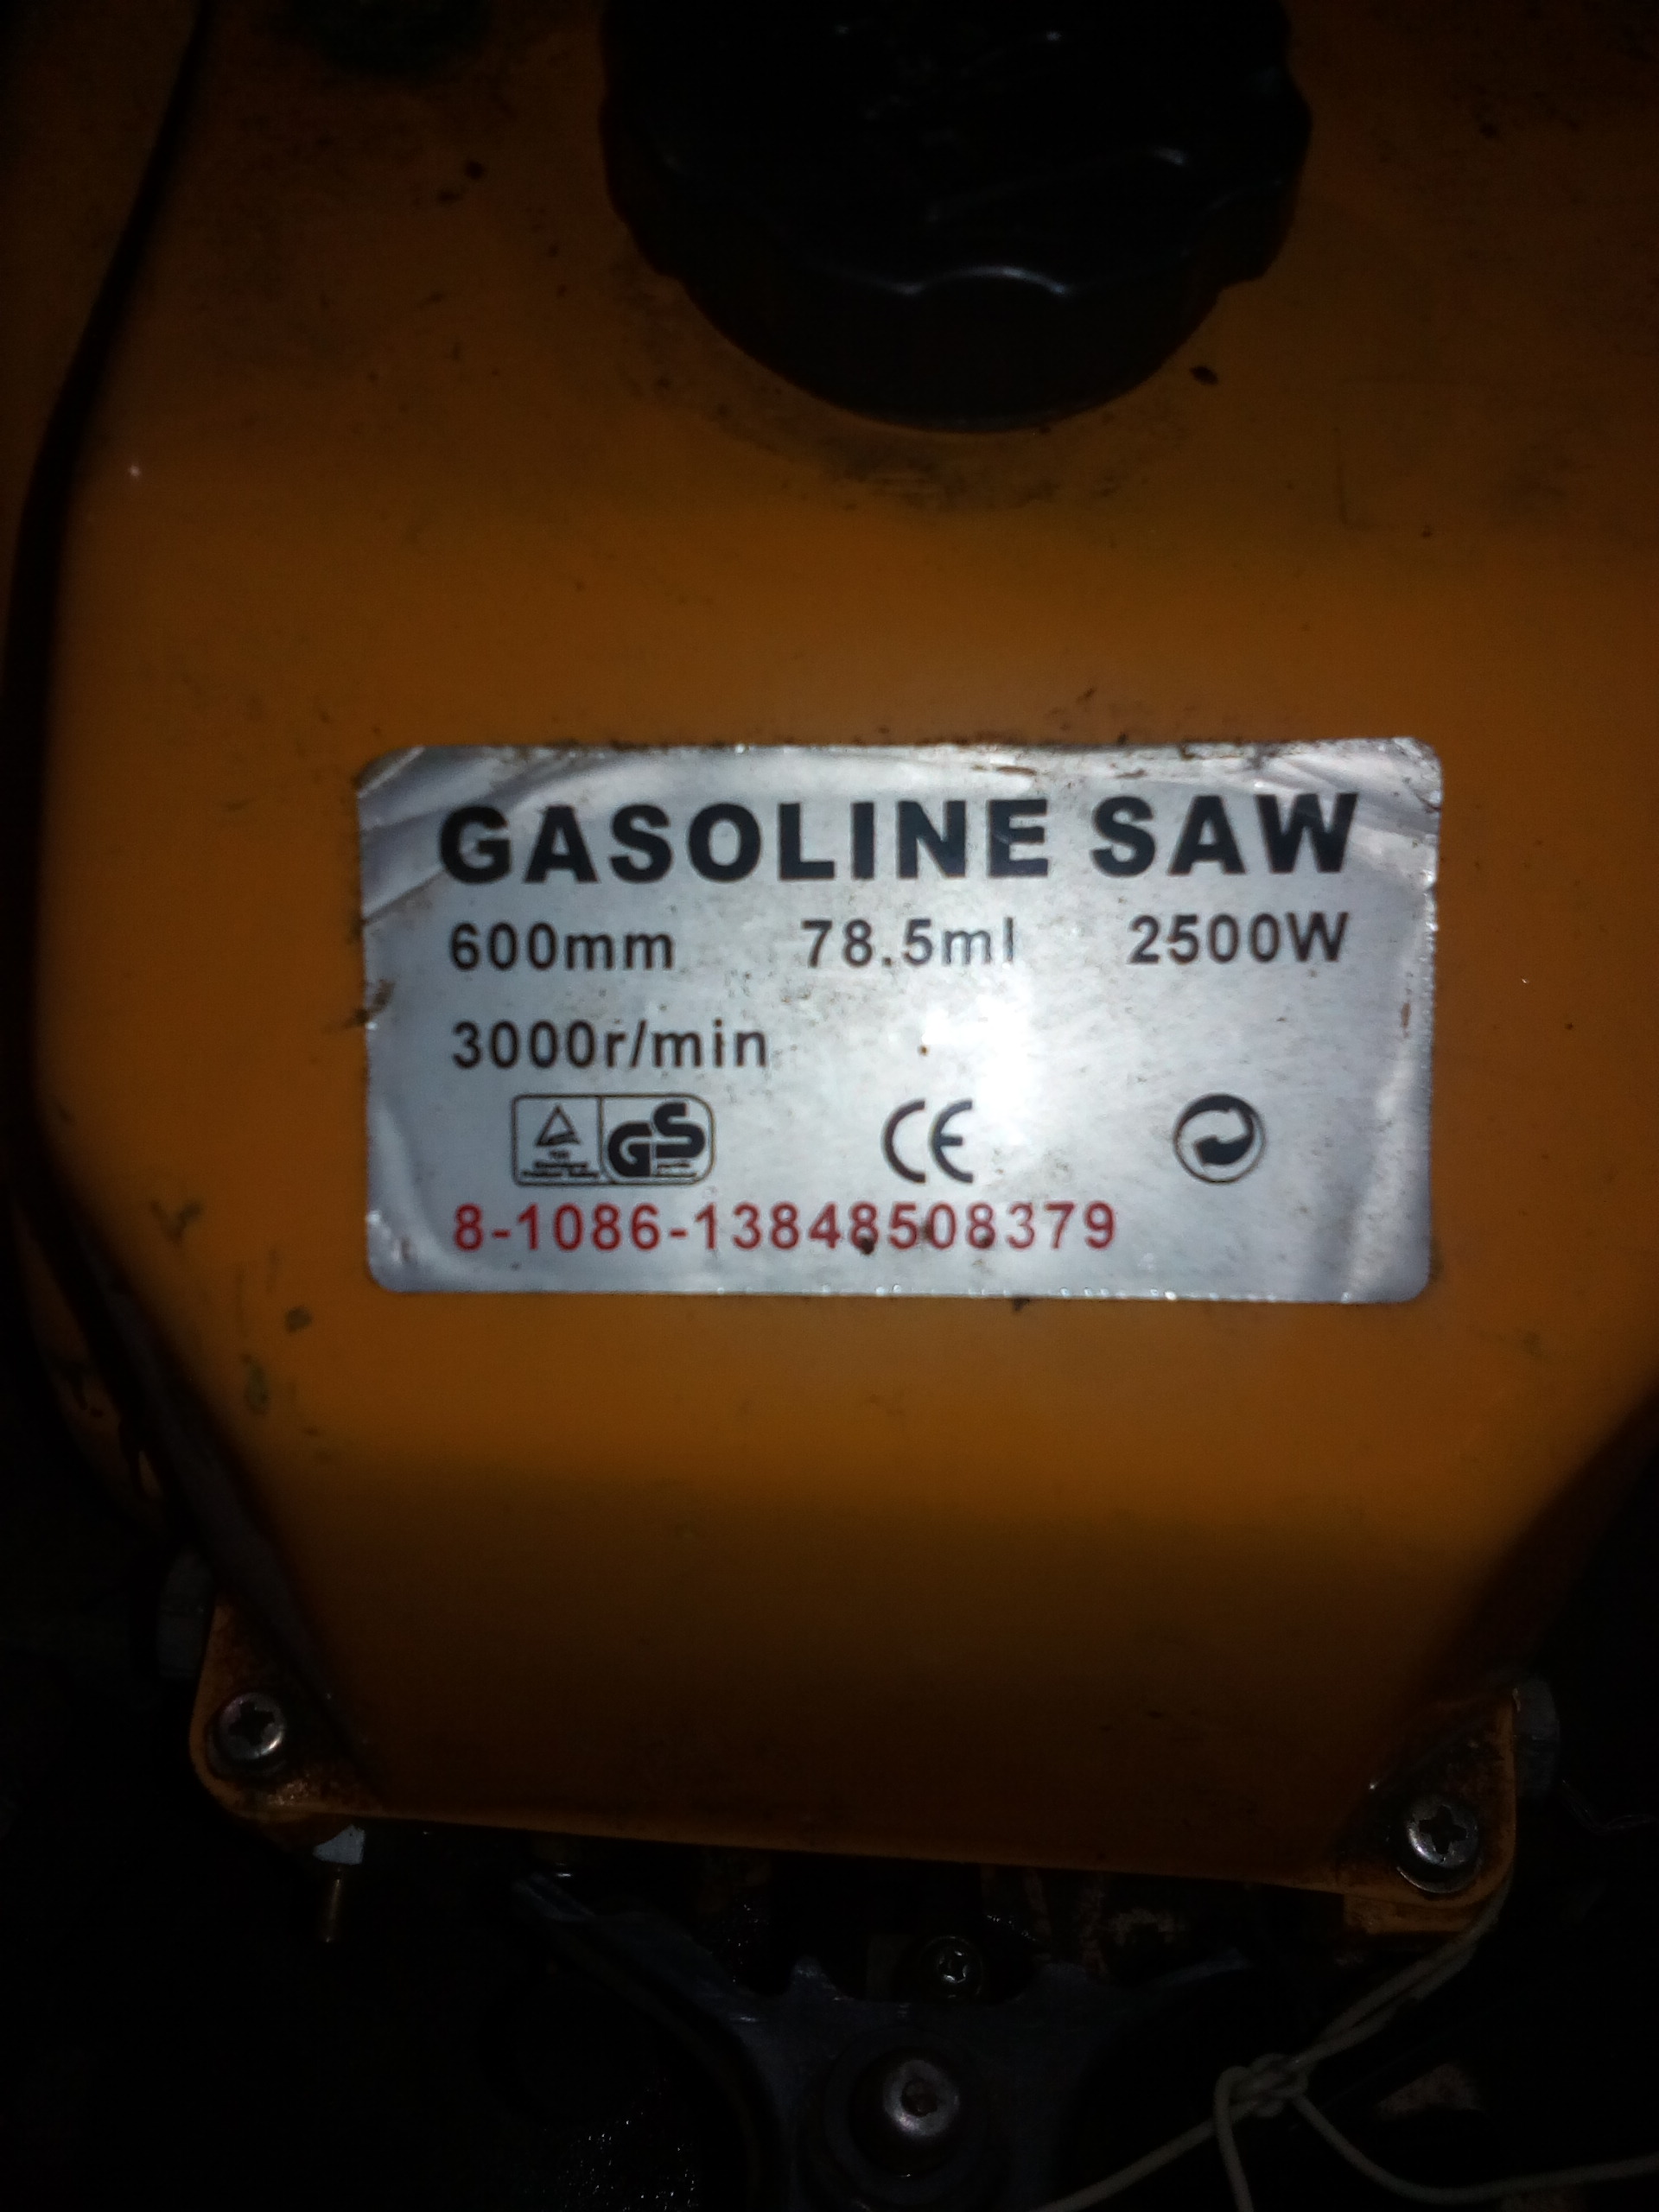 GASOLINE SAW
600mm 78.5ml 2500W
3000r/min
GS CE
8-1086-13848508379